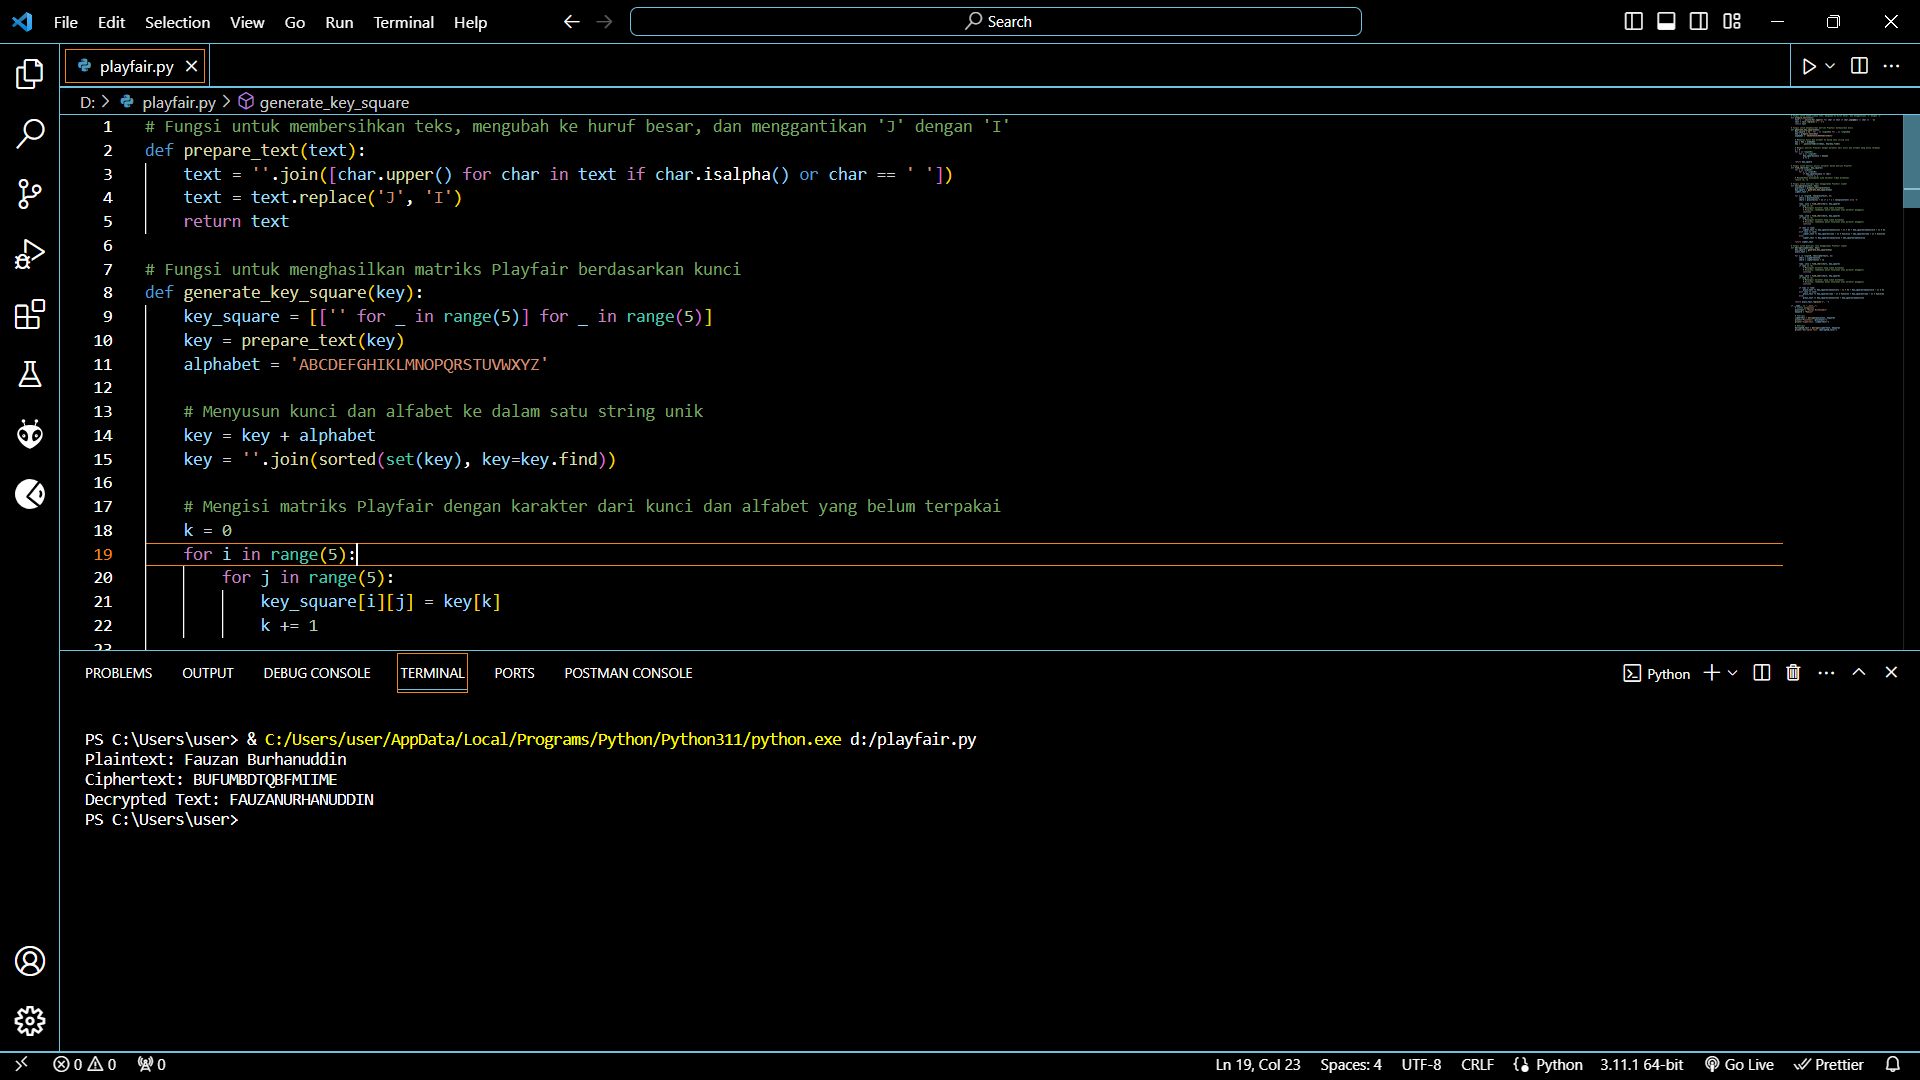 File Edit Selection View Go Run Terminal Help Search
playfair.py
D: > playfair.py > generate_key_square
1 # Fungsi untuk membersihkan teks, mengubah ke huruf besar, dan menggantikan 'J' dengan 'I'
2 def prepare_text(text):
3     text = ''.join([char.upper() for char in text if char.isalpha() or char == ' '])
4     text = text.replace('J', 'I')
5     return text
6
7 # Fungsi untuk menghasilkan matriks Playfair berdasarkan kunci
8 def generate_key_square(key):
9     key_square = [['' for _ in range(5)] for _ in range(5)]
10     key = prepare_text(key)
11     alphabet = 'ABCDEFGHIKLMNOPQRSTUVWXYZ'
12
13     # Menyusun kunci dan alfabet ke dalam satu string unik
14     key = key + alphabet
15     key = ''.join(sorted(set(key), key=key.find))
16
17     # Mengisi matriks Playfair dengan karakter dari kunci dan alfabet yang belum terpakai
18     k = 0
19     for i in range(5):
20         for j in range(5):
21             key_square[i][j] = key[k]
22             k += 1
23
PROBLEMS OUTPUT DEBUG CONSOLE TERMINAL PORTS POSTMAN CONSOLE Python
PS C:\Users\user> & C:/Users/user/AppData/Local/Programs/Python/Python311/python.exe d:/playfair.py
Plaintext: Fauzan Burhanuddin
Ciphertext: BUFUMBDTQBFMIIME
Decrypted Text: FAUZANURHANUDDIN
PS C:\Users\user>
0 0 0 Ln 19, Col 23 Spaces: 4 UTF-8 CRLF Python 3.11.1 64-bit Go Live Prettier